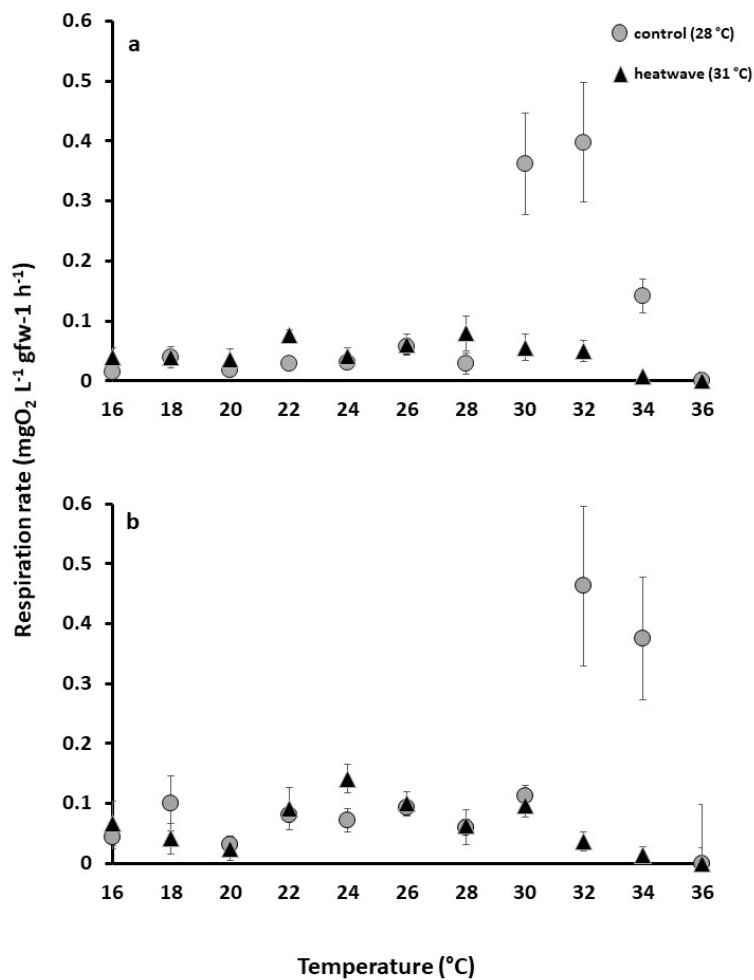 0.6
a
control (28 °C)
heatwave (31 °C)
0.5
0.4
0.3
0.2
0.1
0
16 18 20 22 24 26 28 30 32 34 36
Respiration rate (mgO₂ L⁻¹ gfw-1 h⁻¹)
0.6
b
0.5
0.4
0.3
0.2
0.1
0
16 18 20 22 24 26 28 30 32 34 36
Temperature (°C)